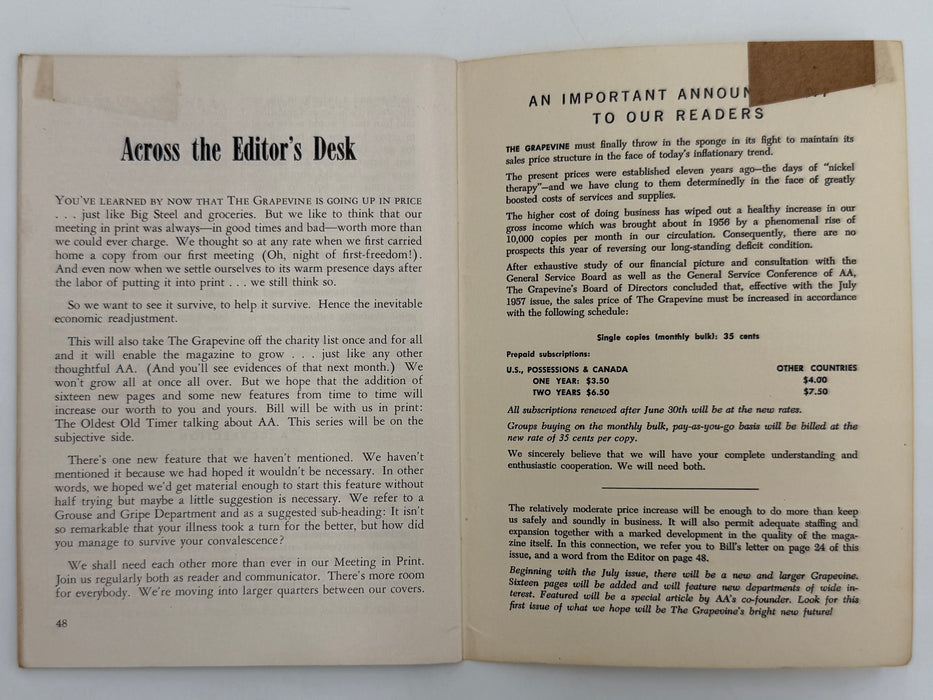 Across the Editor's Desk
YOU'VE LEARNED BY NOW THAT THE GRAPEVINE IS GOING UP IN PRICE
. . . just like Big Steel and groceries. But we like to think that our
meeting in print was always—in good times and bad—worth more than
we could ever charge. We thought so at any rate when we first carried
home a copy from our first meeting (Oh, night of first-freedom!).
And even now when we settle ourselves to its warm presence days after
the labor of putting it into print . . . we still think so.
So we want to see it survive, to help it survive. Hence the inevitable
economic readjustment.
This will also take The Grapevine off the charity list once and for all
and it will enable the magazine to grow . . . just like any other
thoughtful AA. (And you'll see evidences of that next month.) We
won't grow all at once all over. But we hope that the addition of
sixteen new pages and some new features from time to time will
increase our worth to you and yours. Bill will be with us in print:
The Oldest Old Timer talking about AA. This series will be on the
subjective side.
There's one new feature that we haven't mentioned. We haven't
mentioned it because we had hoped it wouldn't be necessary. In other
words, we hoped we'd get material enough to start this feature without
half trying but maybe a little suggestion is necessary. We refer to a
Grouse and Gripe Department and as a suggested sub-heading: It isn't
so remarkable that your illness took a turn for the better, but how did
you manage to survive your convalescence?
We shall need each other more than ever in our Meeting in Print.
Join us regularly both as reader and communicator. There's more room
for everybody. We're moving into larger quarters between our covers.
48
AN IMPORTANT ANNOUN
TO OUR READERS
THE GRAPEVINE must finally throw in the sponge in its fight to maintain its
sales price structure in the face of today's inflationary trend.
The present prices were established eleven years ago—the days of "nickel
therapy"—and we have clung to them determinedly in the face of greatly
boosted costs of services and supplies.
The higher cost of doing business has wiped out a healthy increase in our
gross income which was brought about in 1956 by a phenomenal rise of
10,000 copies per month in our circulation. Consequently, there are no
prospects this year of reversing our long-standing deficit condition.
After exhaustive study of our financial picture and consultation with the
General Service Board as well as the General Service Conference of AA,
The Grapevine's Board of Directors concluded that, effective with the July
1957 issue, the sales price of The Grapevine must be increased in accordance
with the following schedule:
Single copies (monthly bulk): 35 cents
Prepaid subscriptions:
U.S., POSSESSIONS & CANADA OTHER COUNTRIES
ONE YEAR: $3.50 $4.00
TWO YEARS $6.50 $7.50
All subscriptions renewed after June 30th will be at the new rates.
Groups buying on the monthly bulk, pay-as-you-go basis will be billed at the
new rate of 35 cents per copy.
We sincerely believe that we will have your complete understanding and
enthusiastic cooperation. We will need both.
The relatively moderate price increase will be enough to do more than keep
us safely and soundly in business. It will also permit adequate staffing and
expansion together with a marked development in the quality of the maga-
zine itself. In this connection, we refer you to Bill's letter on page 24 of this
issue, and a word from the Editor on page 48.
Beginning with the July issue, there will be a new and larger Grapevine.
Sixteen pages will be added and will feature new departments of wide in-
terest. Featured will be a special article by AA's co-founder. Look for this
first issue of what we hope will be The Grapevine's bright new future!